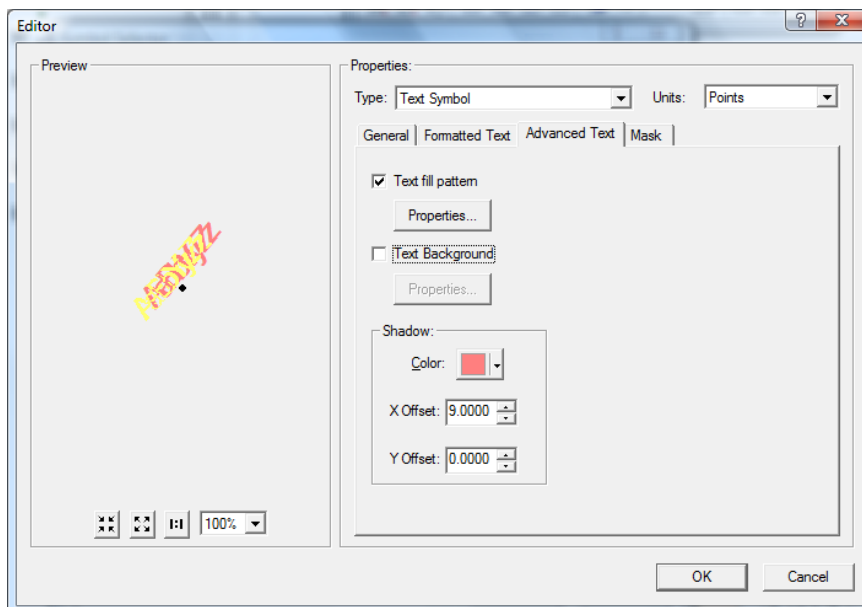 Editor
?
Preview
100%
Properties:
Type: Text Symbol Units: Points
General Formatted Text Advanced Text Mask
Text fill pattern
Properties...
Text Background
Properties...
Shadow:
Color:
X Offset: 9.0000
Y Offset: 0.0000
OK Cancel